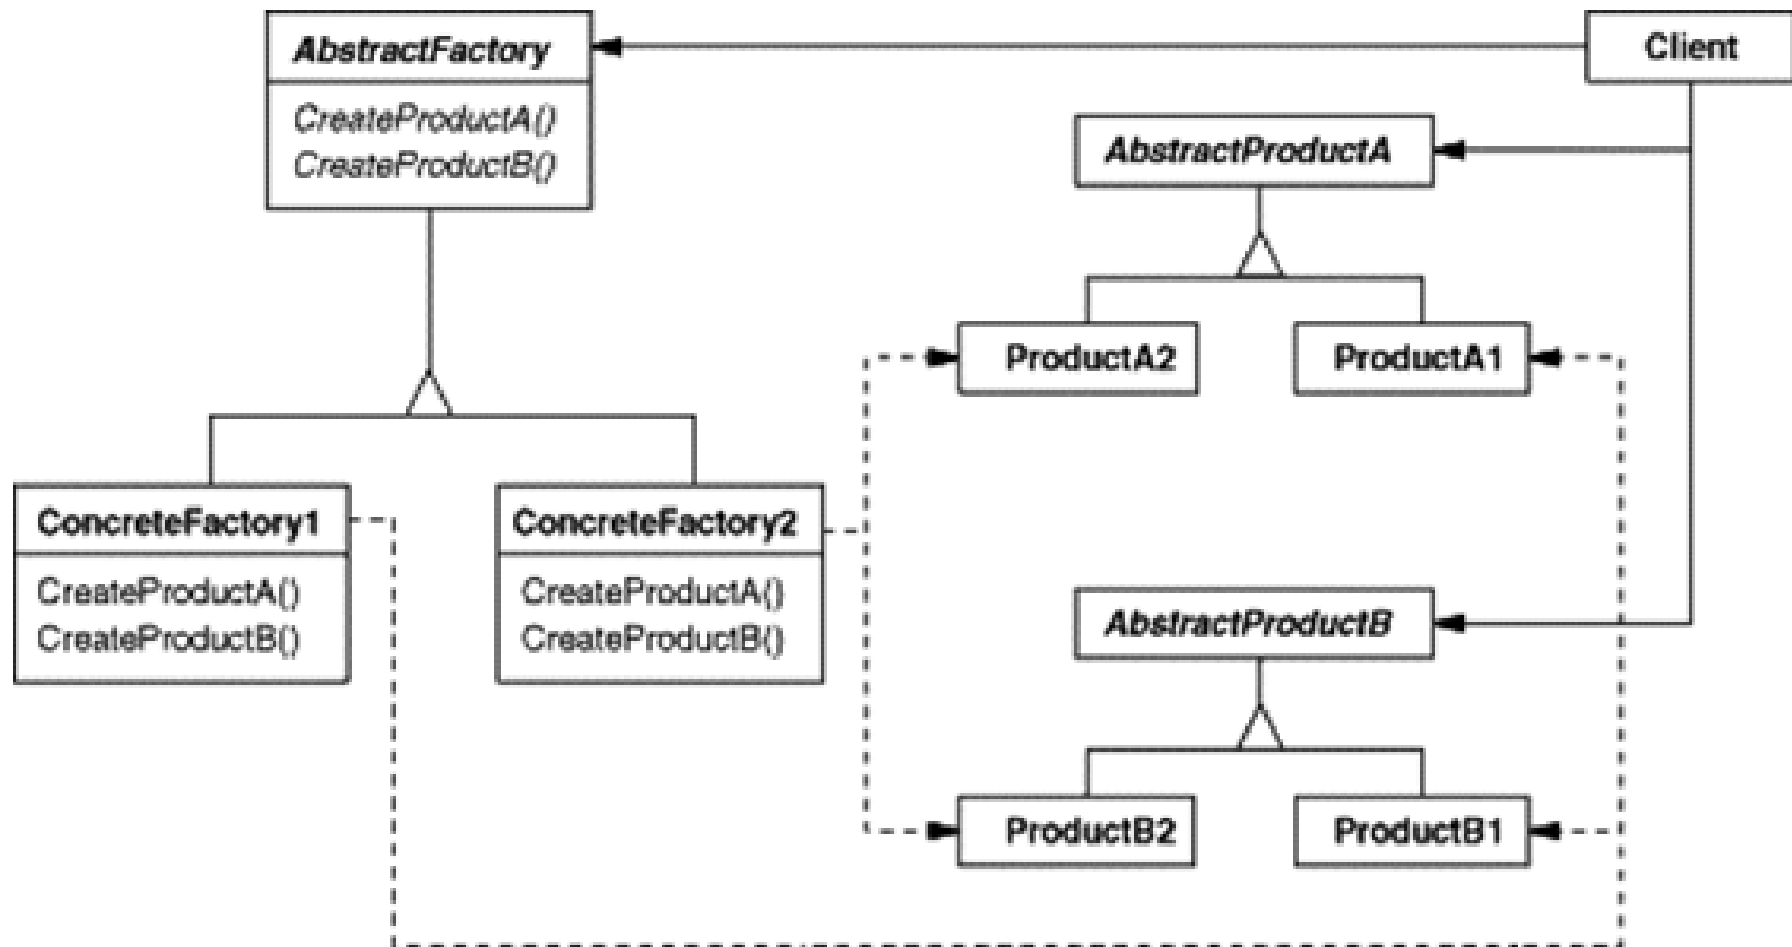 AbstractFactory
CreateProductA()
CreateProductB()
Client
AbstractProductA
ProductA2
ProductA1
ConcreteFactory1
CreateProductA()
CreateProductB()
ConcreteFactory2
CreateProductA()
CreateProductB()
AbstractProductB
ProductB2
ProductB1